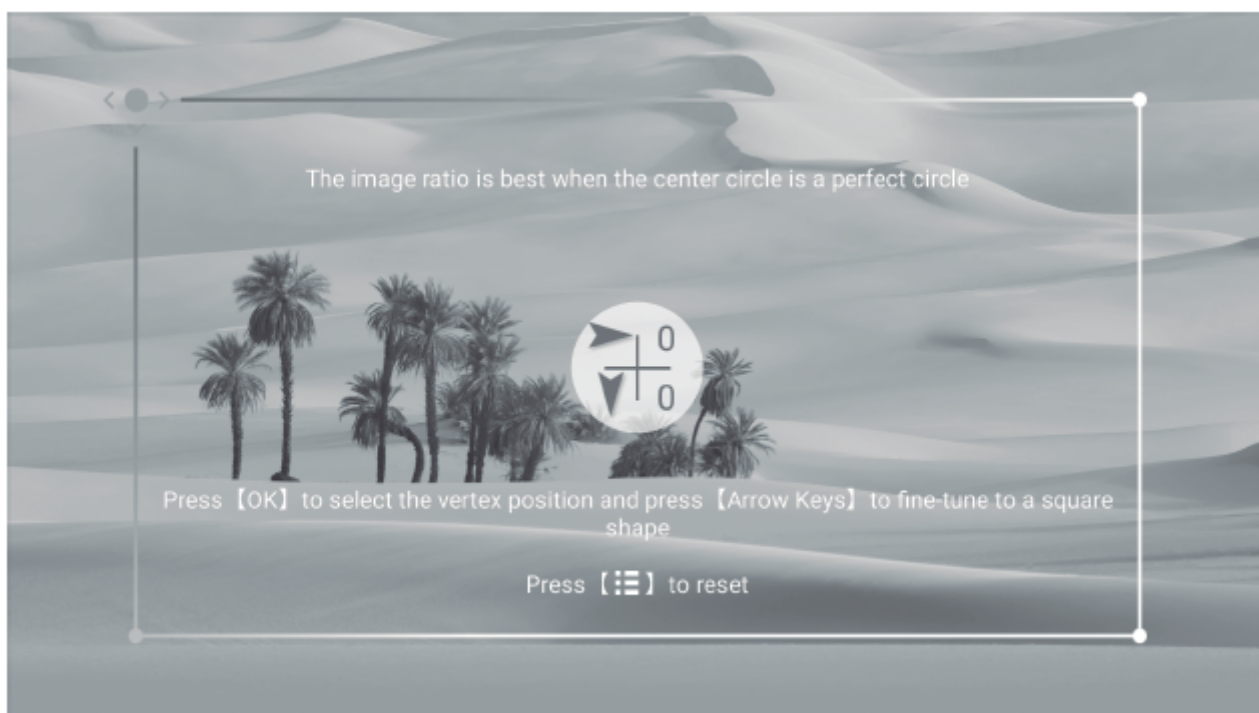 The image ratio is best when the center circle is a perfect circle
0
0
Press【OK】to select the vertex position and press【Arrow Keys】to fine-tune to a square
shape
Press【 】to reset